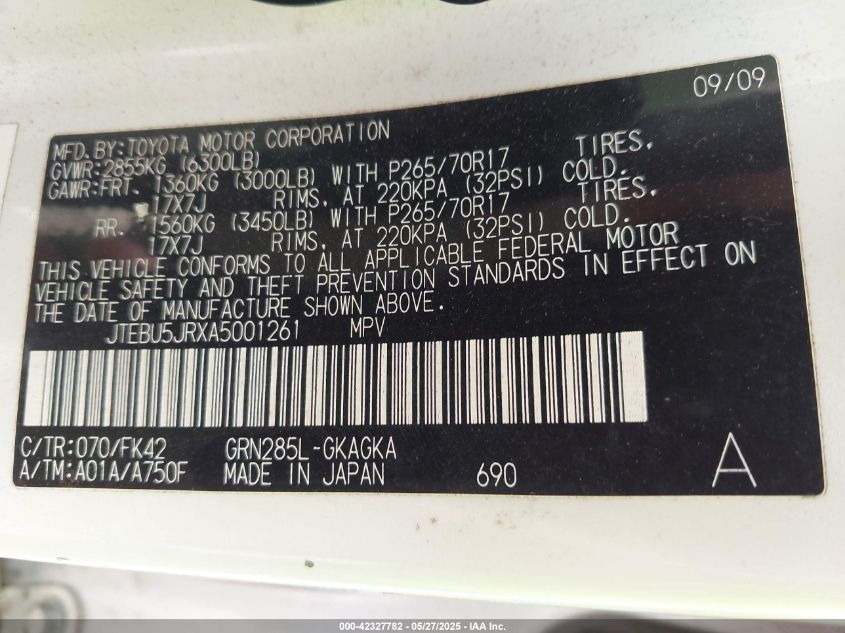 09/09
MFD. BY: TOYOTA MOTOR CORPORATION
GVWR: 2855KG (6300LB)
GAWR: FRT. 1360KG (3000LB) WITH P265/70R17 TIRES,
17X7J RIMS, AT 220KPA (32PSI) COLD.
RR. 1560KG (3450LB) WITH P265/70R17 TIRES,
17X7J RIMS, AT 220KPA (32PSI) COLD.
THIS VEHICLE CONFORMS TO ALL APPLICABLE FEDERAL MOTOR
VEHICLE SAFETY AND THEFT PREVENTION STANDARDS IN EFFECT ON
THE DATE OF MANUFACTURE SHOWN ABOVE.
JTEBU5JRXA5001261 MPV
C/TR:070/FK42 GRN285L-GKAGKA
A/TM:A01A/A750F MADE IN JAPAN 690 A
000-42327782 - 05/27/2025 - IAA Inc.